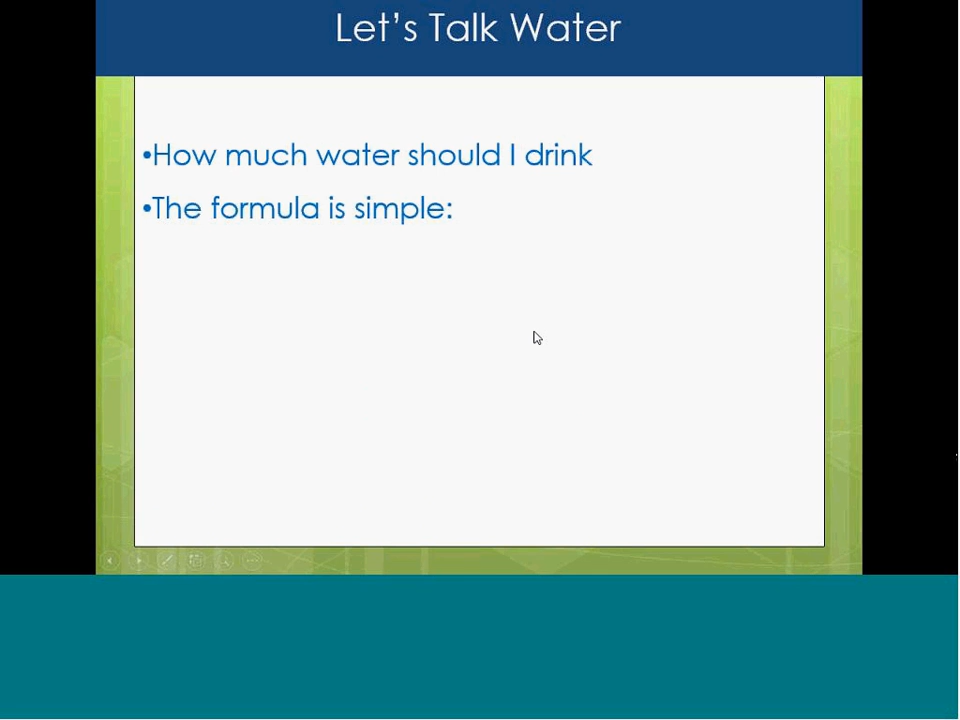 Let's Talk Water
•How much water should I drink
•The formula is simple: